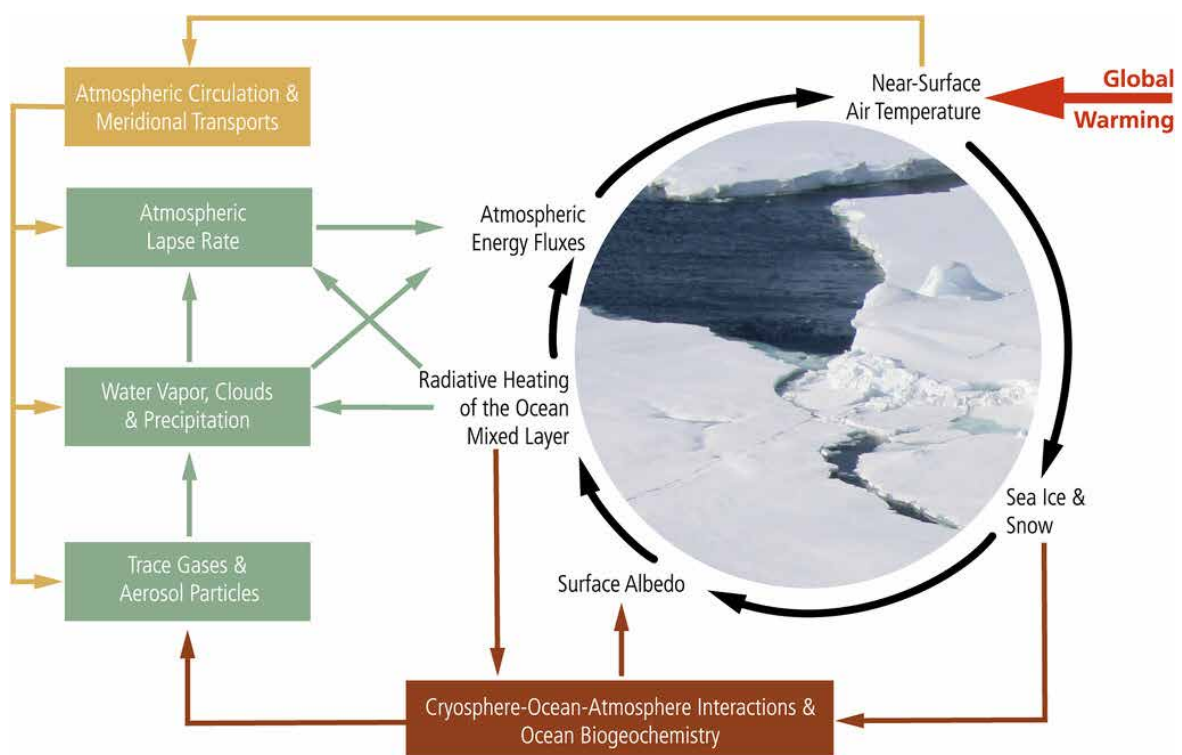 Atmospheric Circulation &
Meridional Transports
Near-Surface
Air Temperature
Global
Warming
Atmospheric
Lapse Rate
Atmospheric
Energy Fluxes
Water Vapor, Clouds
& Precipitation
Radiative Heating
of the Ocean
Mixed Layer
Sea Ice &
Snow
Trace Gases &
Aerosol Particles
Surface Albedo
Cryosphere-Ocean-Atmosphere Interactions &
Ocean Biogeochemistry